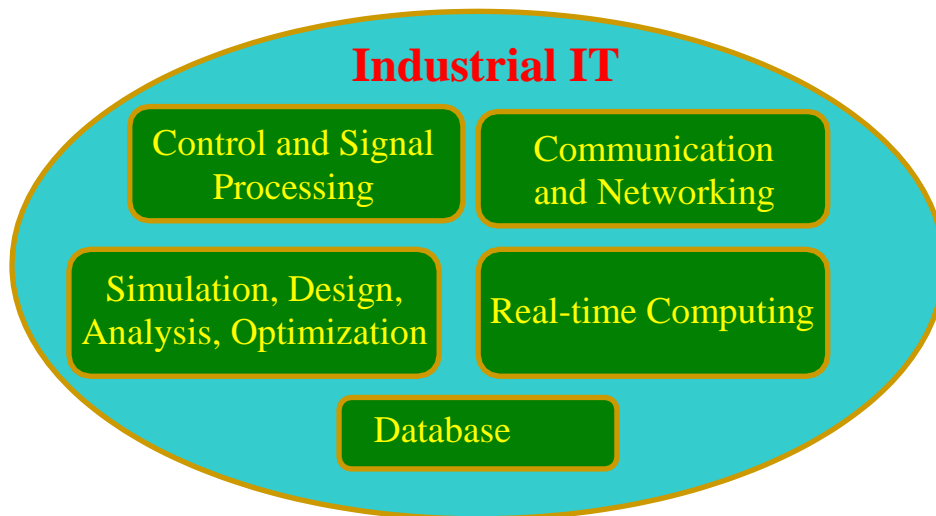 Industrial IT
Control and Signal
Processing
Communication
and Networking
Simulation, Design,
Analysis, Optimization
Real-time Computing
Database